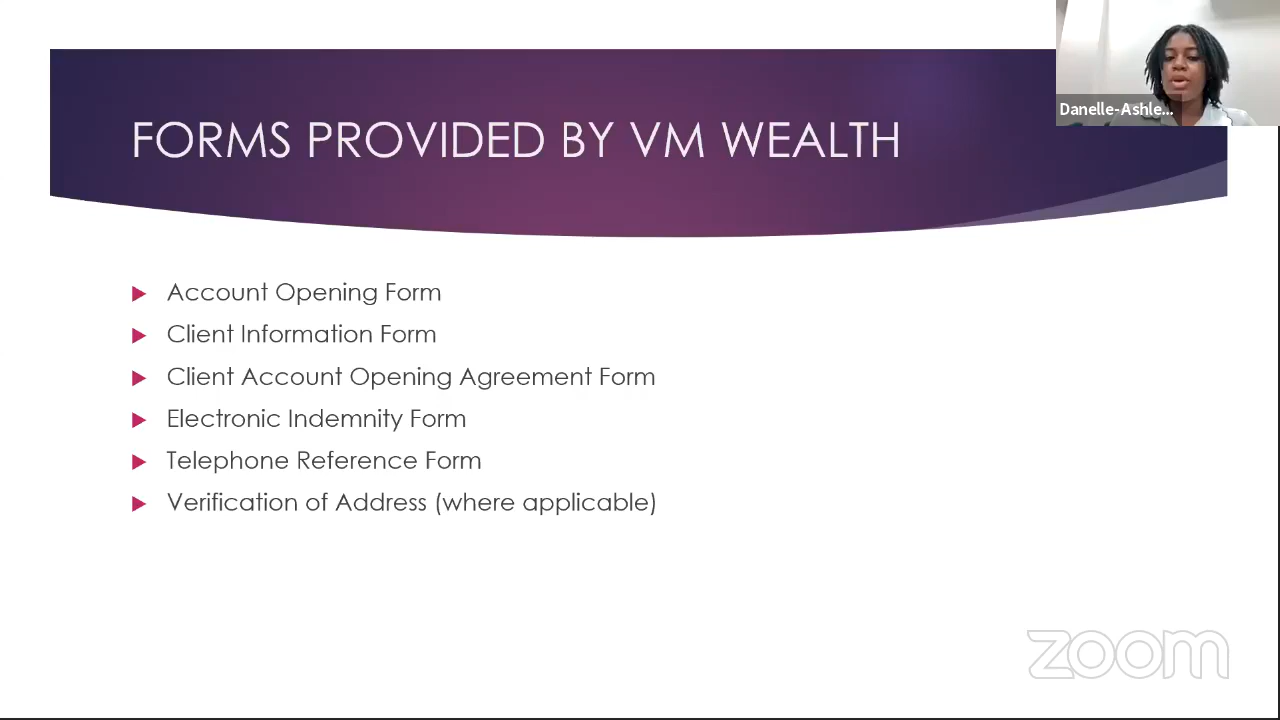 Danelle-Ashle...
FORMS PROVIDED BY VM WEALTH
Account Opening Form
Client Information Form
Client Account Opening Agreement Form
Electronic Indemnity Form
Telephone Reference Form
Verification of Address (where applicable)
zoom